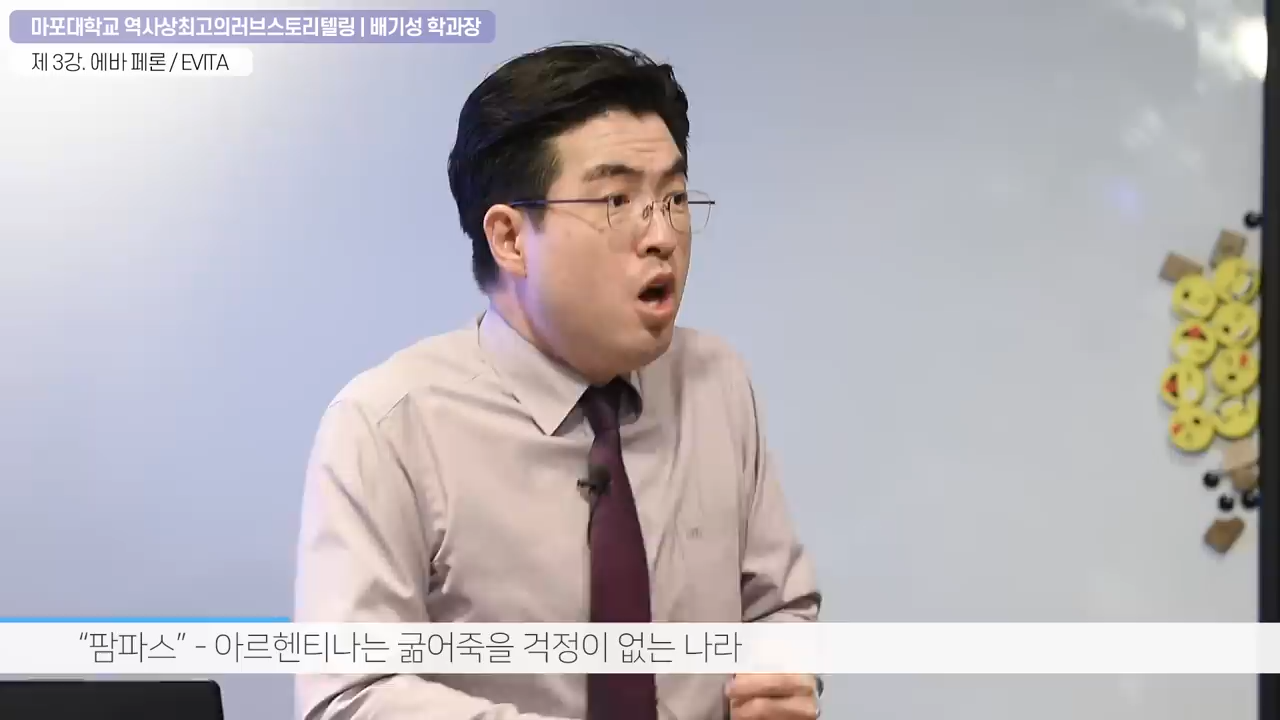 마포대학교 역사상최고의러브스토리텔링 | 배기성 학과장
제 3강. 에바 페론 / EVITA
“팜파스” - 아르헨티나는 굶어죽을 걱정이 없는 나라